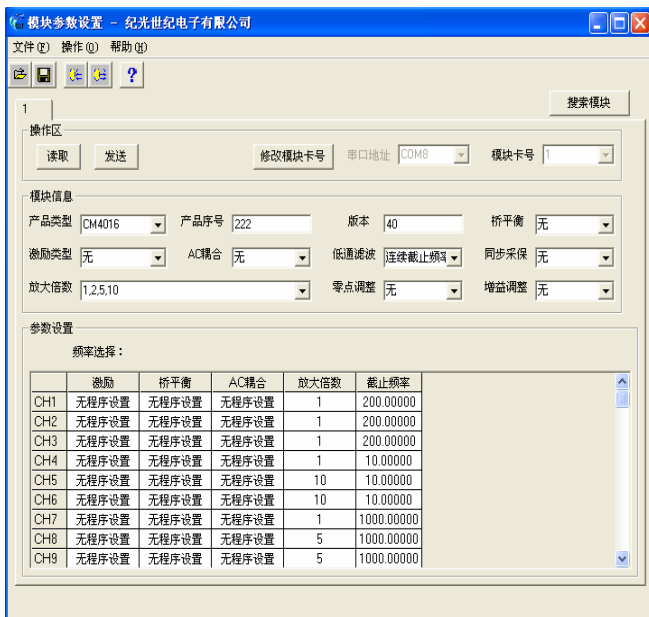 模块参数设置 - 纪光世纪电子有限公司
文件(F) 操作(O) 帮助(H)
?
1 搜索模块
操作区
读取 发送 修改模块卡号 串口地址 COM8 模块卡号 1
模块信息
产品类型 CM4016 产品序号 222 版本 40 桥平衡 无
激励类型 无 AC耦合 无 低通滤波 连续截止频率 同步采保 无
放大倍数 1,2,5,10 零点调整 无 增益调整 无
参数设置
频率选择：
激励 桥平衡 AC耦合 放大倍数 截止频率
CH1 无程序设置 无程序设置 无程序设置 1 200.00000
CH2 无程序设置 无程序设置 无程序设置 1 200.00000
CH3 无程序设置 无程序设置 无程序设置 1 200.00000
CH4 无程序设置 无程序设置 无程序设置 1 10.00000
CH5 无程序设置 无程序设置 无程序设置 10 10.00000
CH6 无程序设置 无程序设置 无程序设置 10 10.00000
CH7 无程序设置 无程序设置 无程序设置 1 1000.00000
CH8 无程序设置 无程序设置 无程序设置 5 1000.00000
CH9 无程序设置 无程序设置 无程序设置 5 1000.00000